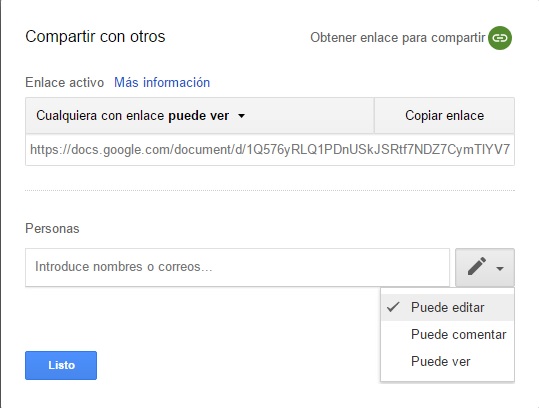 Compartir con otros
Obtener enlace para compartir
Enlace activo Más información
Cualquiera con enlace puede ver
Copiar enlace
https://docs.google.com/document/d/1Q576yRLQ1PDnUSkJSRtf7NDZ7CymTlYV7
Personas
Introduce nombres o correos...
Puede editar
Puede comentar
Puede ver
Listo